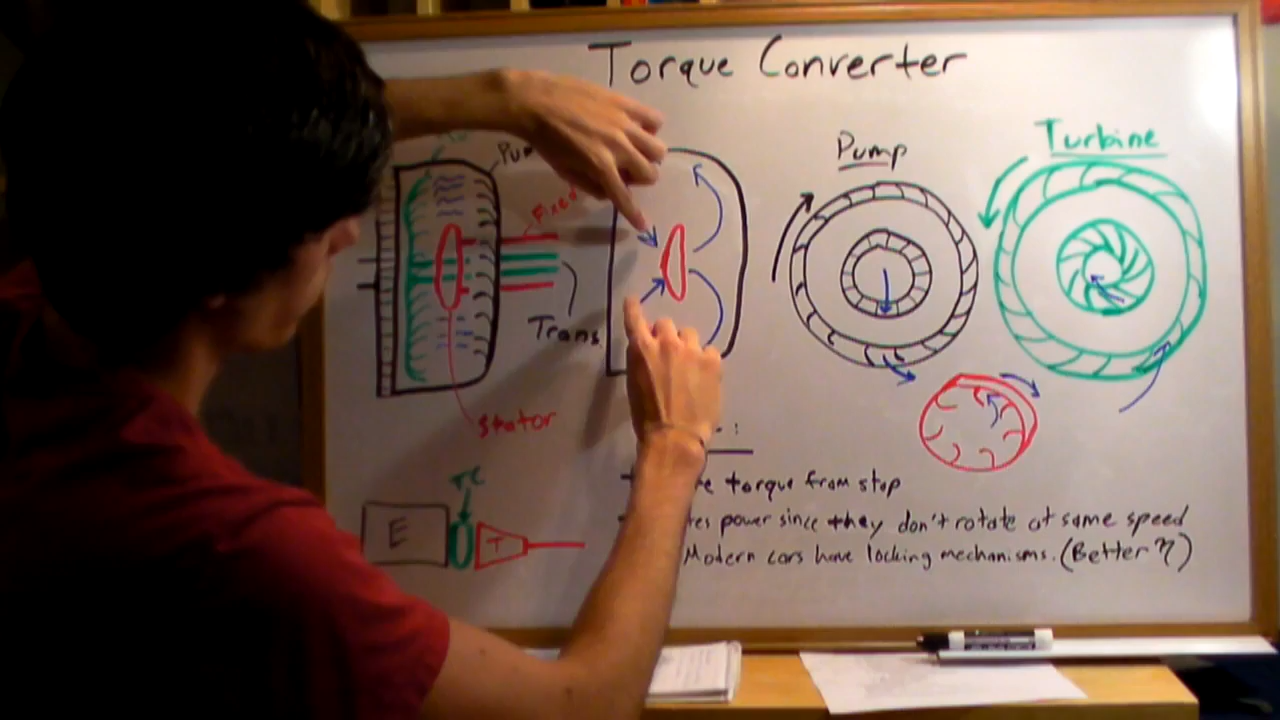 Torque Converter
Pump
Turbine
Fixed
Trans
Stator
TC
E
T
torque from stop
power since they don't rotate at same speed
Modern cars have locking mechanisms. (Better η)